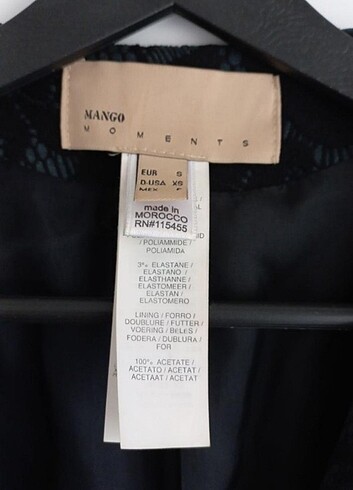 MANGO
MOMENTS
EUR S
D-USA XS
MEX
made in
MOROCCO
RN#115455
/ POLIAMMIDE /
POLIAMIDA
3% ELASTANE /
ELASTANO /
ELASTHANNE /
ELASTOMEER /
ELASTAN /
ELASTOMERO
LINING / FORRO /
DOUBLURE / FUTTER /
VOERING / BELES /
FODERA / DUBLURA /
FOR
100% ACETATE /
ACETATO / ACETAT /
ACETAAT / ACETAT